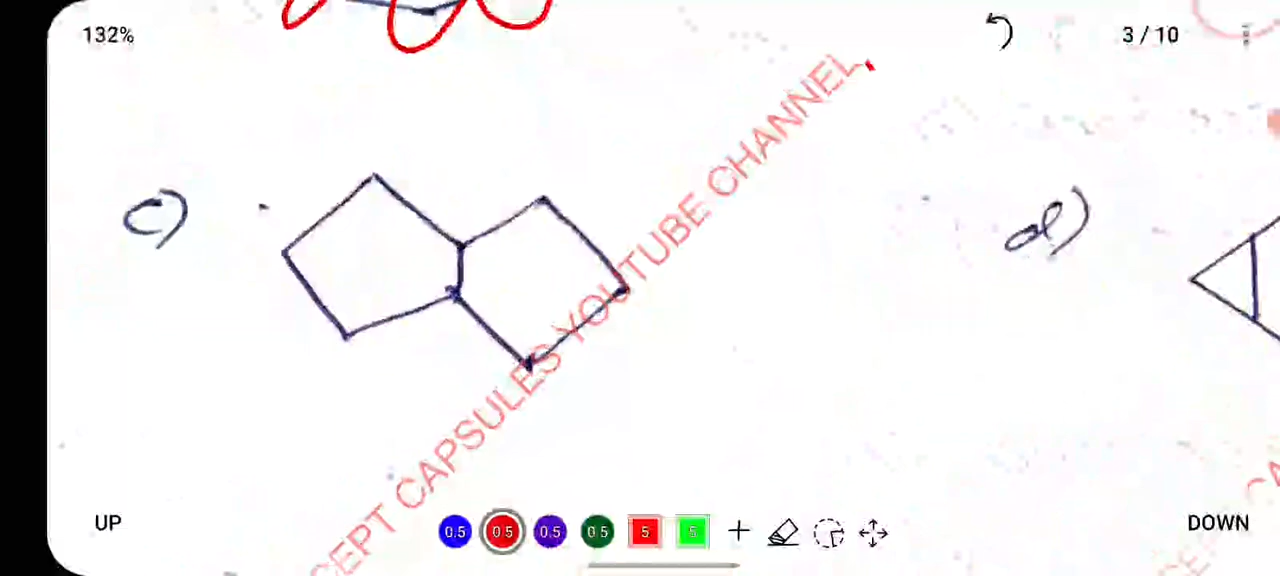 132%
3 / 10
CEPT CAPSULES YOUTUBE CHANNEL
c)
d)
UP
0.5 0.5 0.5 0.5 5 5
DOWN